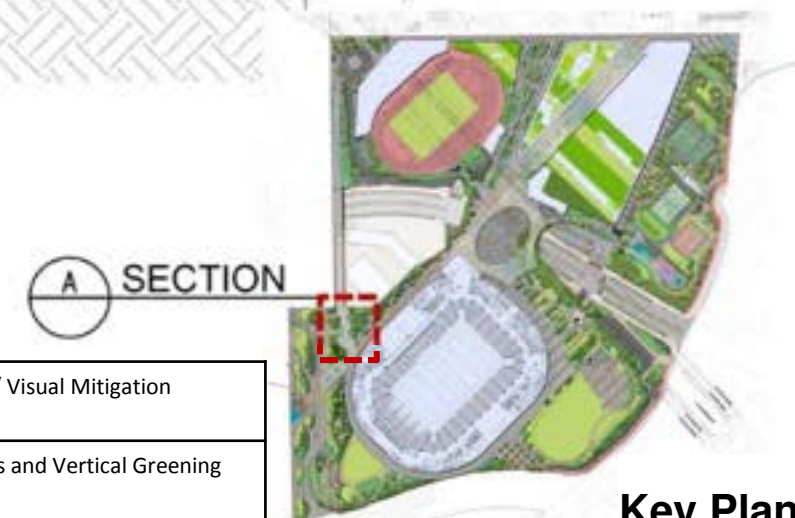 A SECTION
/ Visual Mitigation
s and Vertical Greening
Key Plan